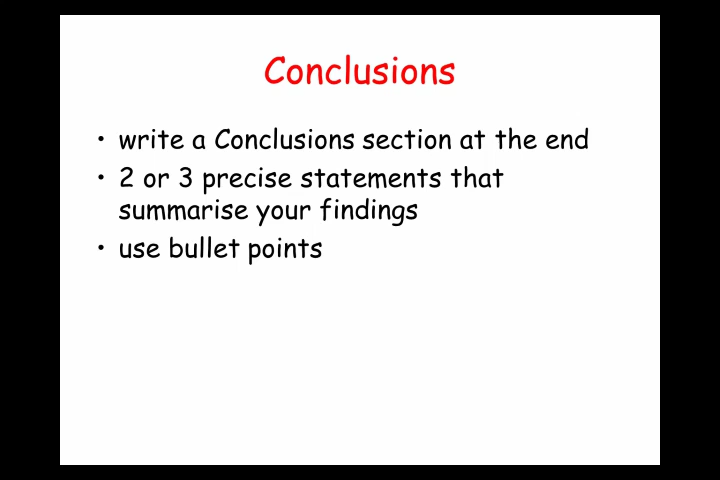 Conclusions
• write a Conclusions section at the end
• 2 or 3 precise statements that
summarise your findings
• use bullet points